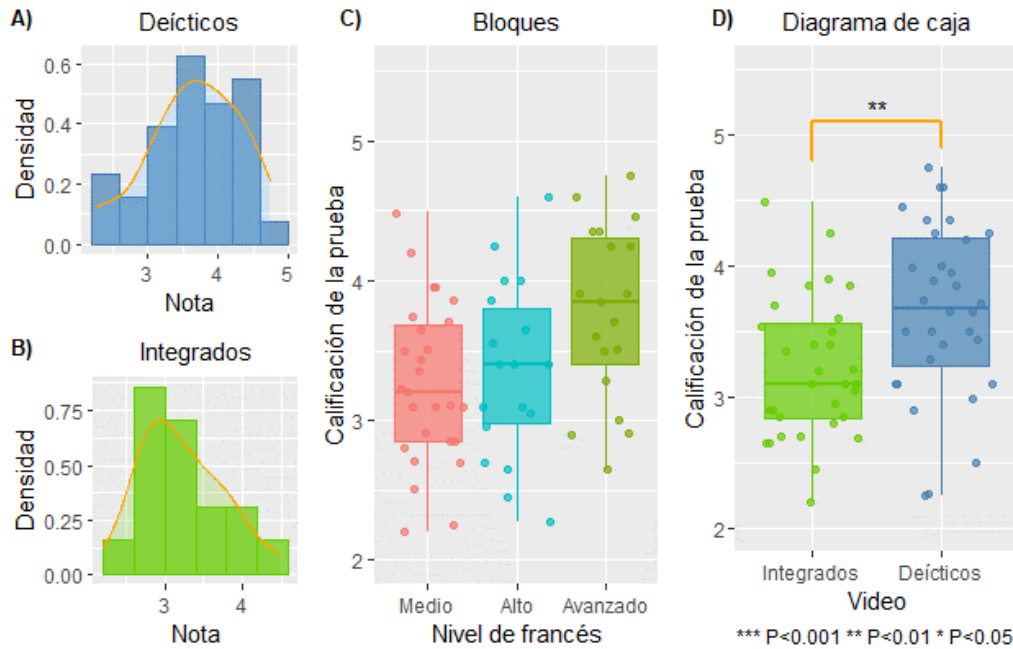 A) Deícticos
Densidad
0.6
0.4
0.2
0.0
3 4 5
Nota
B) Integrados
Densidad
0.75
0.50
0.25
0.00
3 4
Nota
C) Bloques
Calificación de la prueba
5
4
3
2
Medio Alto Avanzado
Nivel de francés
D) Diagrama de caja
Calificación de la prueba
5
4
3
2
**
Integrados Deícticos
Video
*** P<0.001 ** P<0.01 * P<0.05